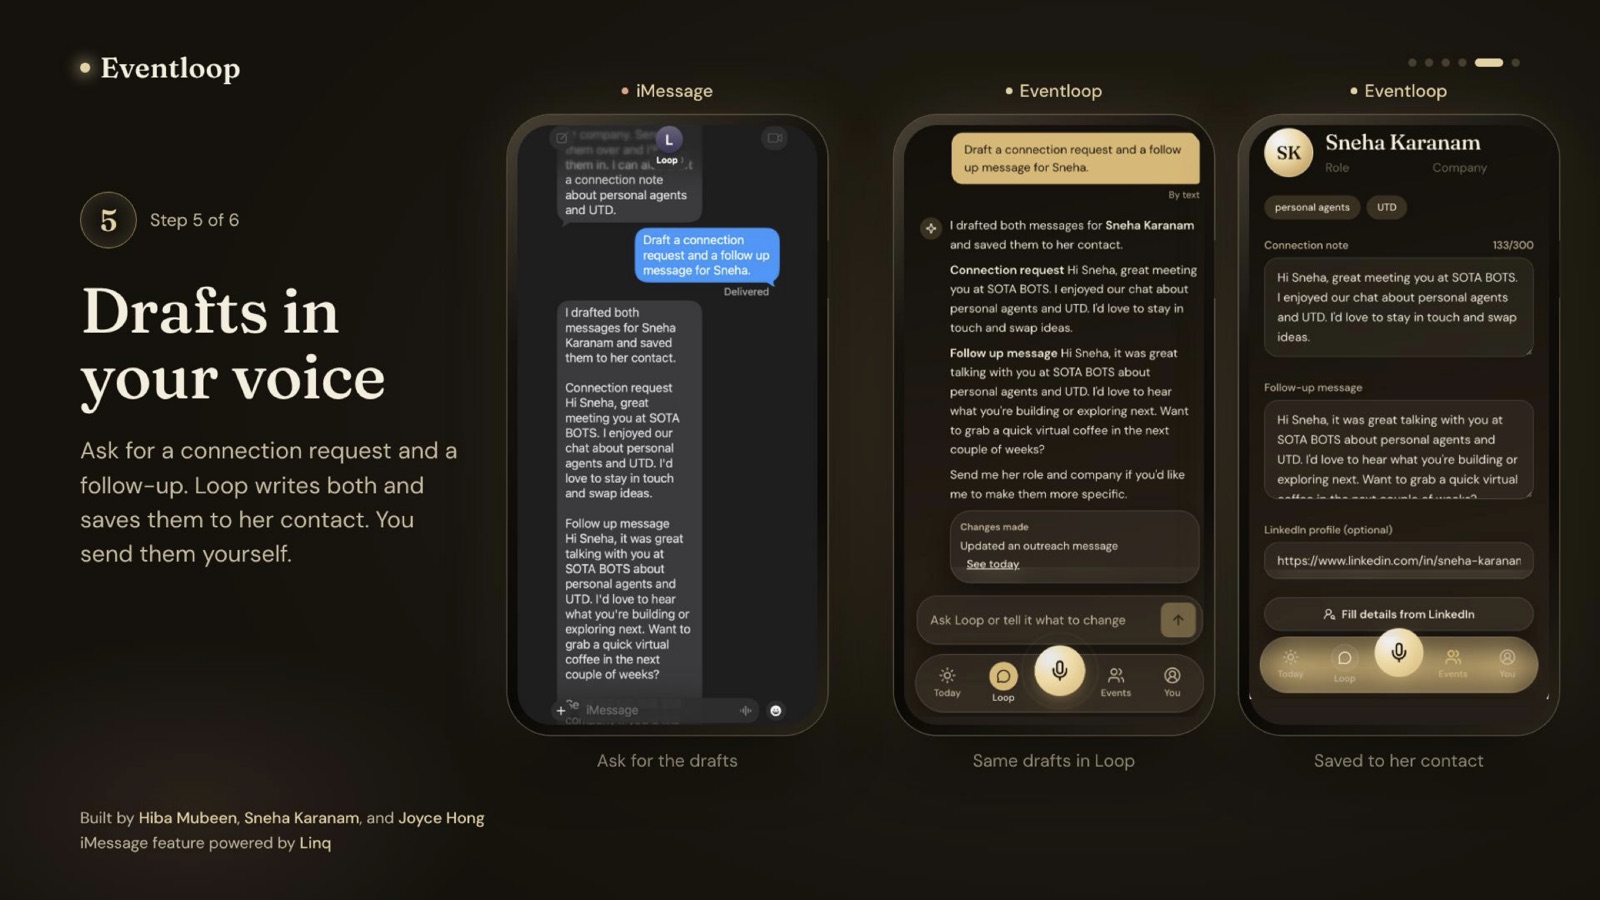 Eventloop
5
Step 5 of 6
Drafts in
your voice
Ask for a connection request and a
follow-up. Loop writes both and
saves them to her contact. You
send them yourself.
Built by Hiba Mubeen, Sneha Karanam, and Joyce Hong
iMessage feature powered by Linq
iMessage
company.
them over and I
them in. I can
L
Loop
a connection note
about personal agents
and UTD.
Draft a connection
request and a follow up
message for Sneha.
Delivered
I drafted both
messages for Sneha
Karanam and saved
them to her contact.
Connection request
Hi Sneha, great
meeting you at SOTA
BOTS. I enjoyed our
chat about personal
agents and UTD. I'd
love to stay in touch
and swap ideas.
Follow up message
Hi Sneha, it was great
talking with you at
SOTA BOTS about
personal agents and
UTD. I'd love to hear
what you're building or
exploring next. Want to
grab a quick virtual
coffee in the next
couple of weeks?
iMessage
Ask for the drafts
Eventloop
Draft a connection request and a follow
up message for Sneha.
By text
I drafted both messages for Sneha Karanam
and saved them to her contact.
Connection request Hi Sneha, great meeting
you at SOTA BOTS. I enjoyed our chat about
personal agents and UTD. I'd love to stay in
touch and swap ideas.
Follow up message Hi Sneha, it was great
talking with you at SOTA BOTS about
personal agents and UTD. I'd love to hear
what you're building or exploring next. Want
to grab a quick virtual coffee in the next
couple of weeks?
Send me her role and company if you'd like
me to make them more specific.
Changes made
Updated an outreach message
See today
Ask Loop or tell it what to change
Today
Loop
Events
You
Same drafts in Loop
Eventloop
SK
Sneha Karanam
Role Company
personal agents UTD
Connection note 133/300
Hi Sneha, great meeting you at SOTA BOTS.
I enjoyed our chat about personal agents
and UTD. I'd love to stay in touch and swap
ideas.
Follow-up message
Hi Sneha, it was great talking with you at
SOTA BOTS about personal agents and
UTD. I'd love to hear what you're building or
exploring next. Want to grab a quick virtual
coffee in the next couple of weeks?
LinkedIn profile (optional)
https://www.linkedin.com/in/sneha-karanan
Fill details from LinkedIn
Today
Loop
Events
You
Saved to her contact